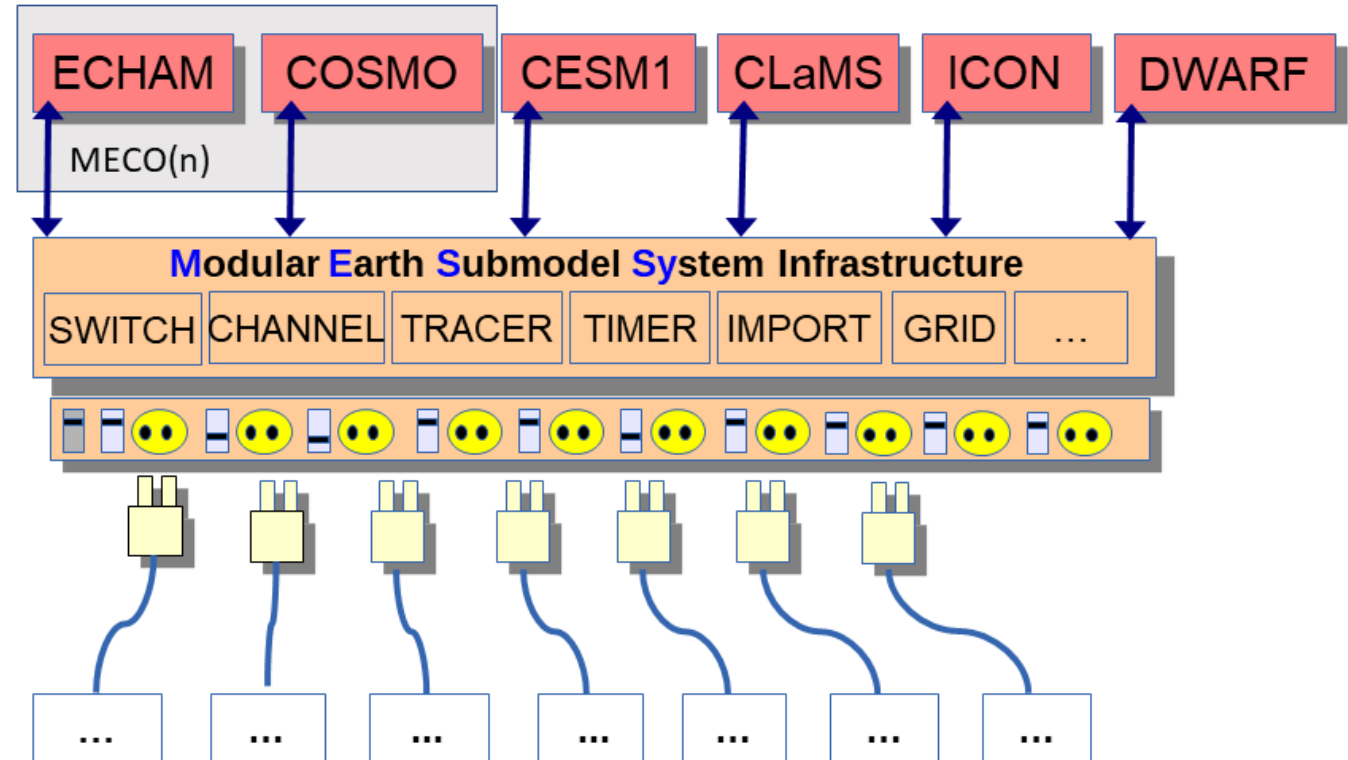 ECHAM COSMO CESM1 CLaMS ICON DWARF
MECO(n)
Modular Earth Submodel System Infrastructure
SWITCH CHANNEL TRACER TIMER IMPORT GRID ...
... ... ... ... ... ... ...